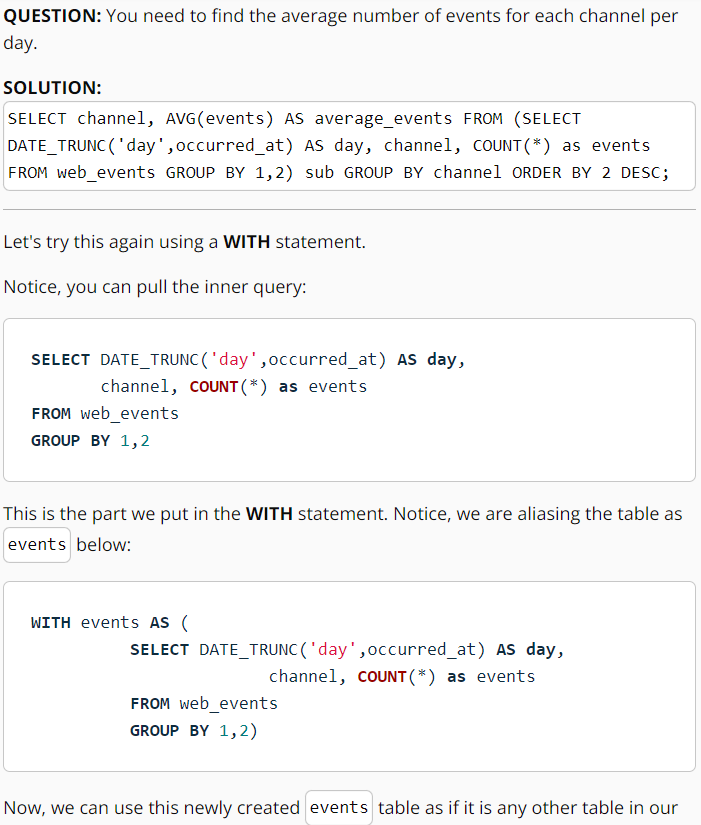 QUESTION: You need to find the average number of events for each channel per
day.
SOLUTION:
SELECT channel, AVG(events) AS average_events FROM (SELECT
DATE_TRUNC('day',occurred_at) AS day, channel, COUNT(*) as events
FROM web_events GROUP BY 1,2) sub GROUP BY channel ORDER BY 2 DESC;
Let's try this again using a WITH statement.
Notice, you can pull the inner query:
SELECT DATE_TRUNC('day',occurred_at) AS day,
channel, COUNT(*) as events
FROM web_events
GROUP BY 1,2
This is the part we put in the WITH statement. Notice, we are aliasing the table as
events below:
WITH events AS (
SELECT DATE_TRUNC('day',occurred_at) AS day,
channel, COUNT(*) as events
FROM web_events
GROUP BY 1,2)
Now, we can use this newly created events table as if it is any other table in our